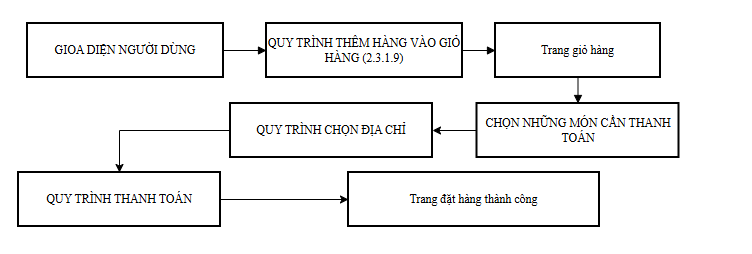 GIOA DIỆN NGƯỜI DÙNG
QUY TRÌNH THÊM HÀNG VÀO GIỎ
HÀNG (2.3.1.9)
Trang giỏ hàng
CHỌN NHỮNG MÓN CẦN THANH
TOÁN
QUY TRÌNH CHỌN ĐỊA CHỈ
QUY TRÌNH THANH TOÁN
Trang đặt hàng thành công